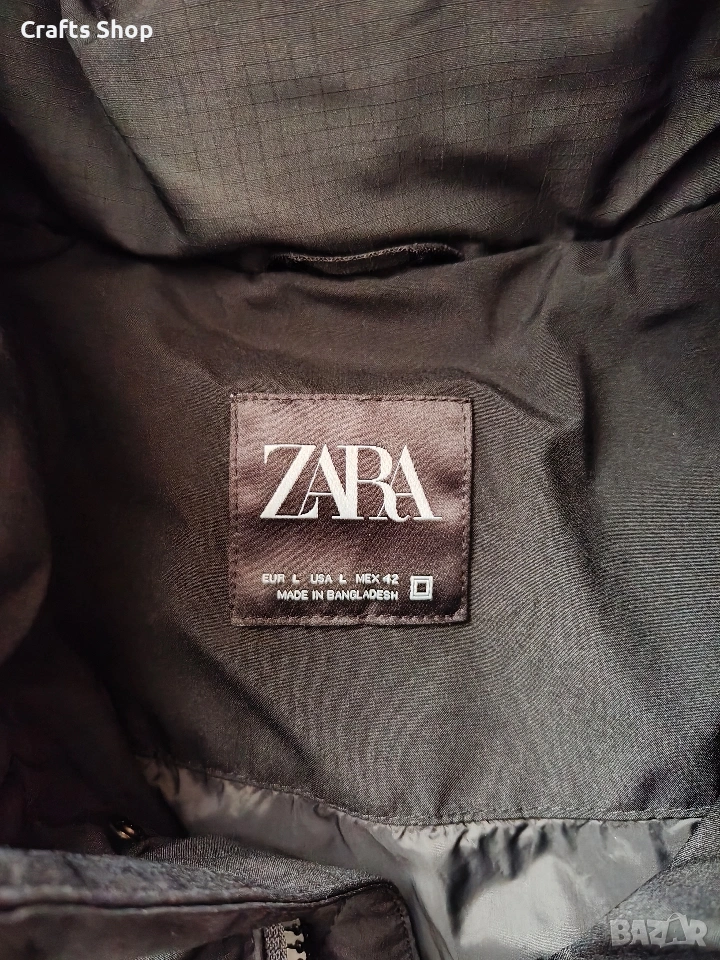 Crafts Shop
ZARA
EUR L USA L MEX 42
MADE IN BANGLADESH
BAZAR